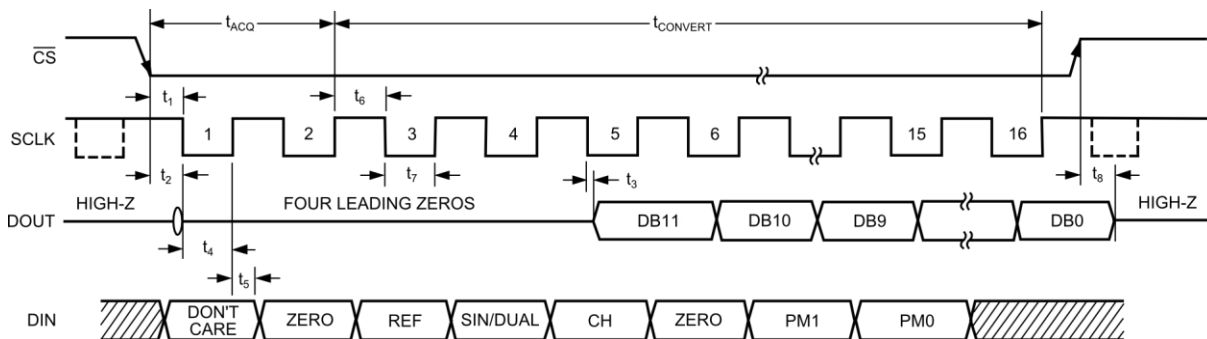 tACQ tCONVERT
CS
t1 t6
SCLK 1 2 3 4 5 6 15 16
t2 t7 t3 t8
HIGH-Z FOUR LEADING ZEROS HIGH-Z
DOUT DB11 DB10 DB9 DB0
t4
t5
DIN DON'T CARE ZERO REF SIN/DUAL CH ZERO PM1 PM0